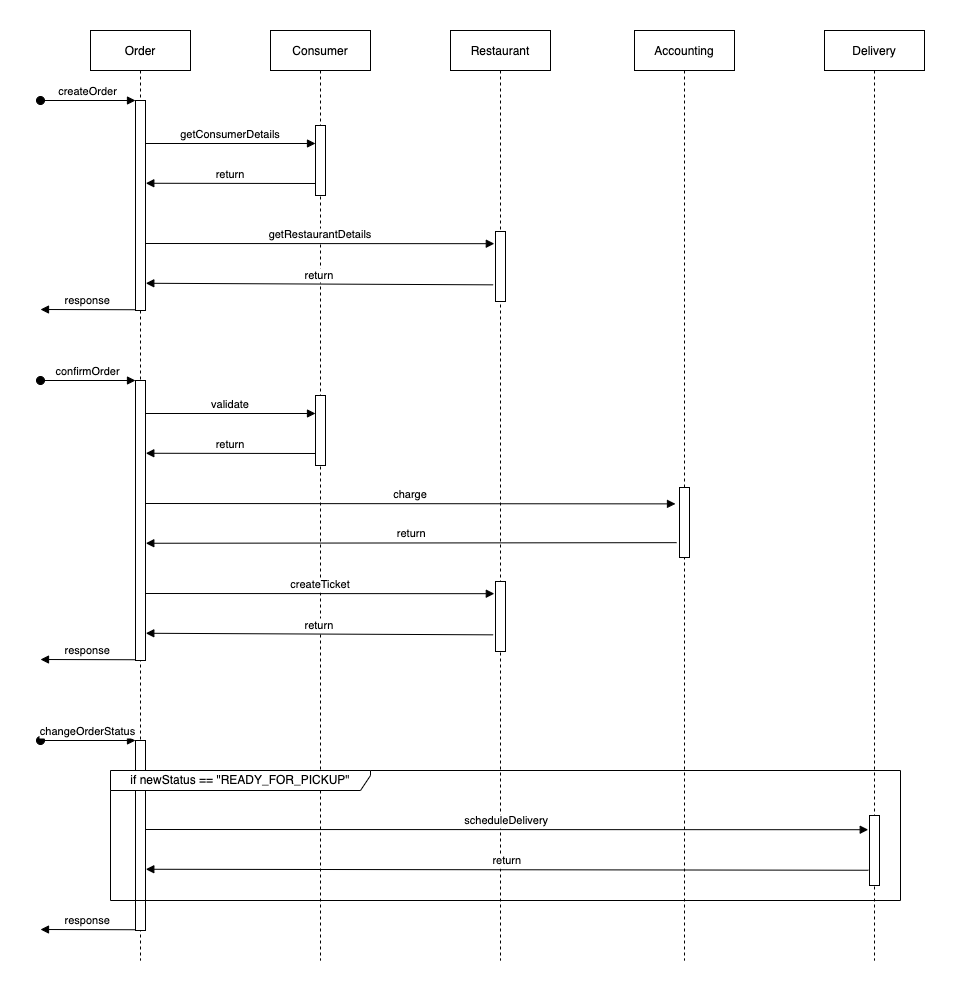 Order
Consumer
Restaurant
Accounting
Delivery
createOrder
getConsumerDetails
return
getRestaurantDetails
return
response
confirmOrder
validate
return
charge
return
createTicket
return
response
changeOrderStatus
if newStatus == "READY_FOR_PICKUP"
scheduleDelivery
return
response